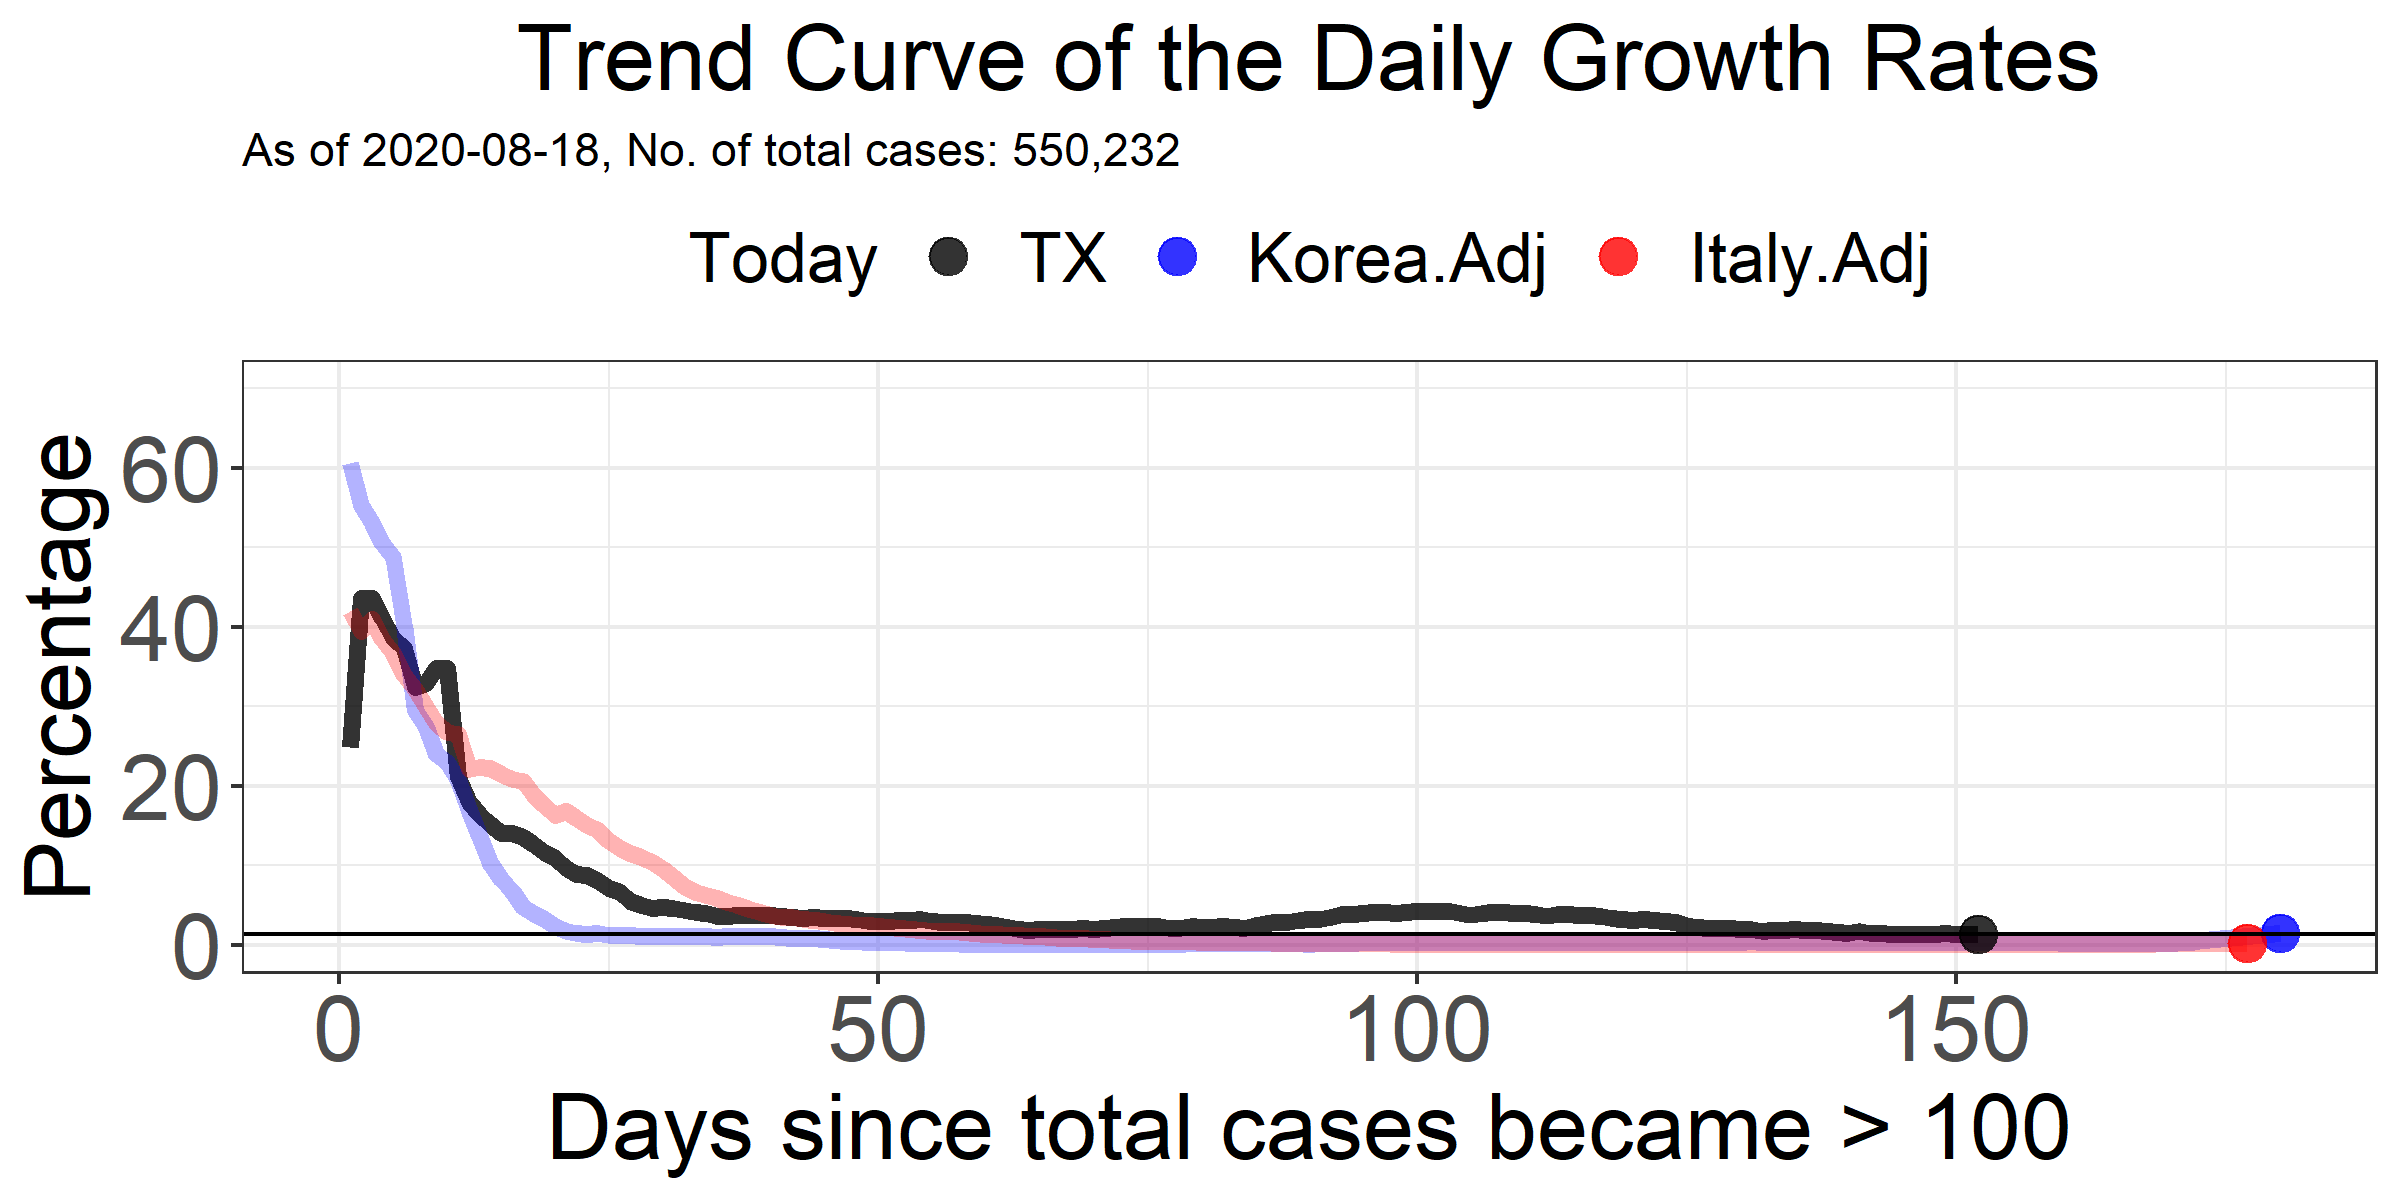 Trend Curve of the Daily Growth Rates
As of 2020-08-18, No. of total cases: 550,232
Today TX Korea.Adj Italy.Adj
Percentage
60
40
20
0
0 50 100 150
Days since total cases became > 100